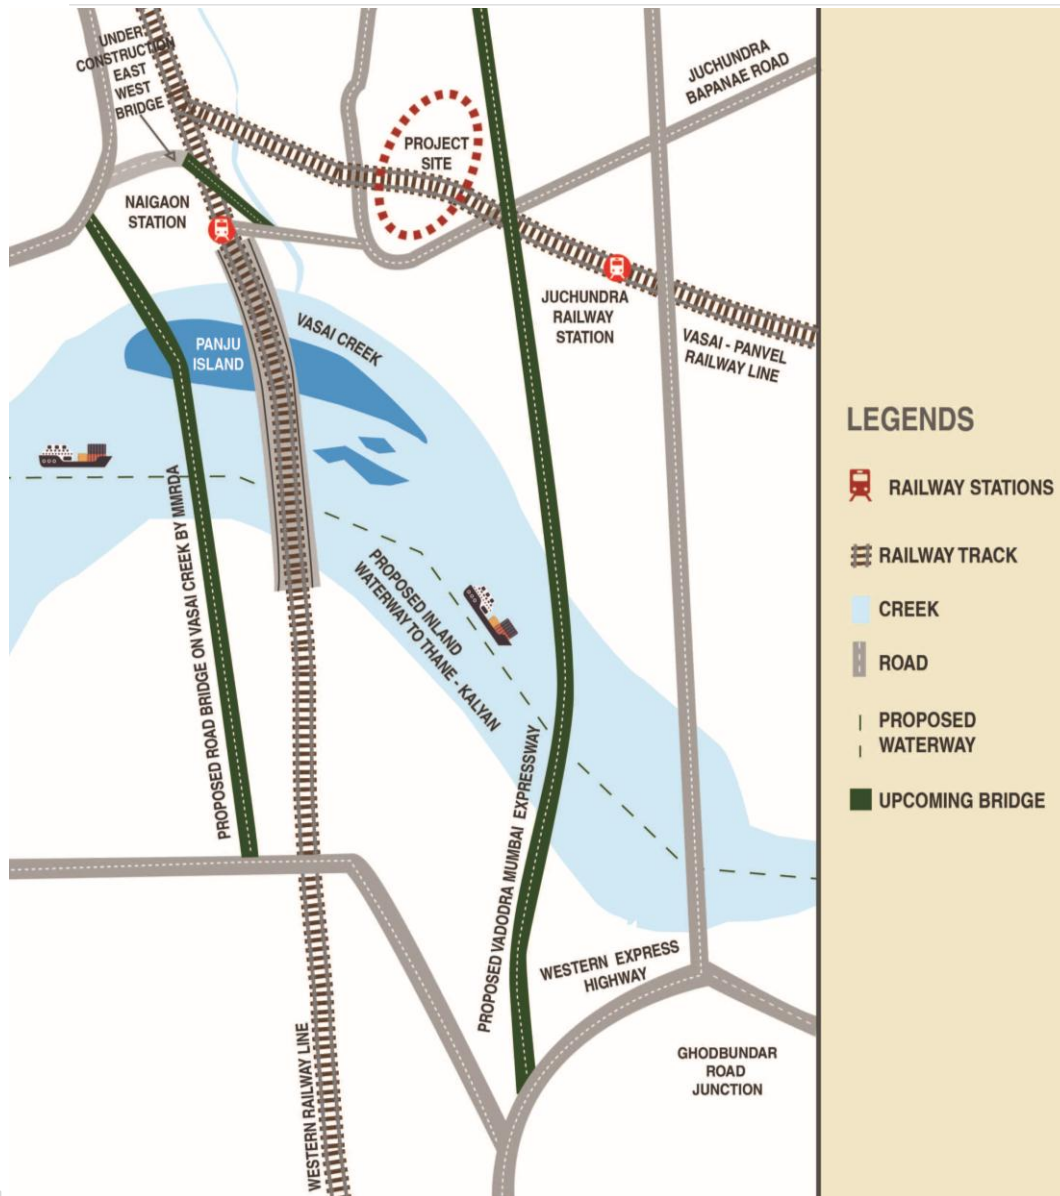 UNDER
CONSTRUCTION
EAST
WEST
BRIDGE
JUCHUNDRA
BAPANAE ROAD
PROJECT
SITE
NAIGAON
STATION
JUCHUNDRA
RAILWAY
STATION
VASAI - PANVEL
RAILWAY LINE
VASAI CREEK
PANJU
ISLAND
PROPOSED ROAD BRIDGE ON VASAI CREEK BY MMRDA
PROPOSED INLAND
WATERWAY TO THANE - KALYAN
PROPOSED VADODRA MUMBAI EXPRESSWAY
WESTERN EXPRESS
HIGHWAY
GHODBUNDAR
ROAD
JUNCTION
WESTERN RAILWAY LINE
LEGENDS
RAILWAY STATIONS
RAILWAY TRACK
CREEK
ROAD
PROPOSED
WATERWAY
UPCOMING BRIDGE